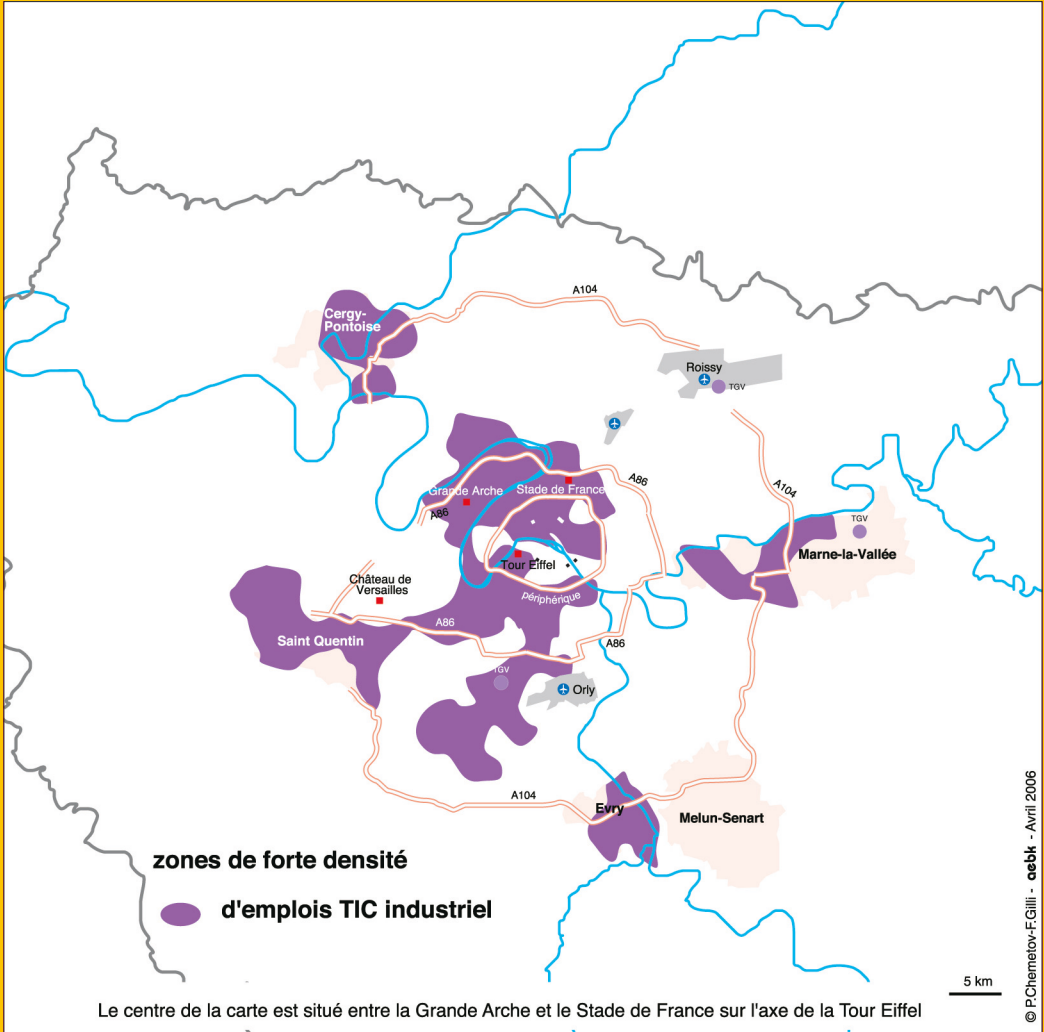 A104
Cergy-
Pontoise
Roissy
TGV
Grande Arche
Stade de France
A86
A86
A104
TGV
Marne-la-Vallée
Tour Eiffel
Château de
Versailles
périphérique
A86
A86
Saint Quentin
TGV
Orly
A104
Evry
Melun-Senart
zones de forte densité
d'emplois TIC industriel
5 km
Le centre de la carte est situé entre la Grande Arche et le Stade de France sur l'axe de la Tour Eiffel
© P.Chemetov-F.Gilli - aebk - Avril 2006